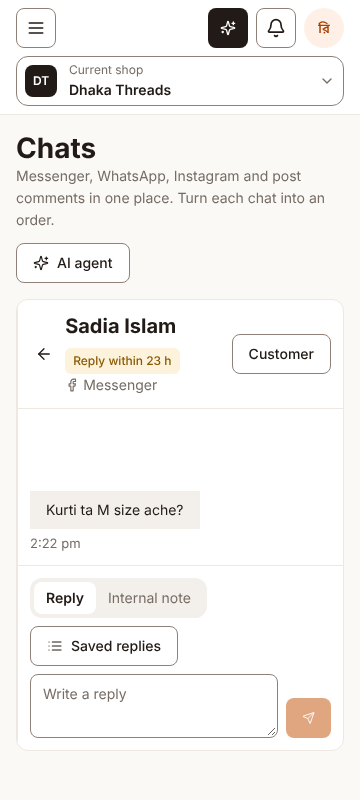 রি
DT
Current shop
Dhaka Threads
Chats
Messenger, WhatsApp, Instagram and post
comments in one place. Turn each chat into an
order.
AI agent
Sadia Islam
Reply within 23 h
Messenger
Customer
Kurti ta M size ache?
2:22 pm
Reply
Internal note
Saved replies
Write a reply